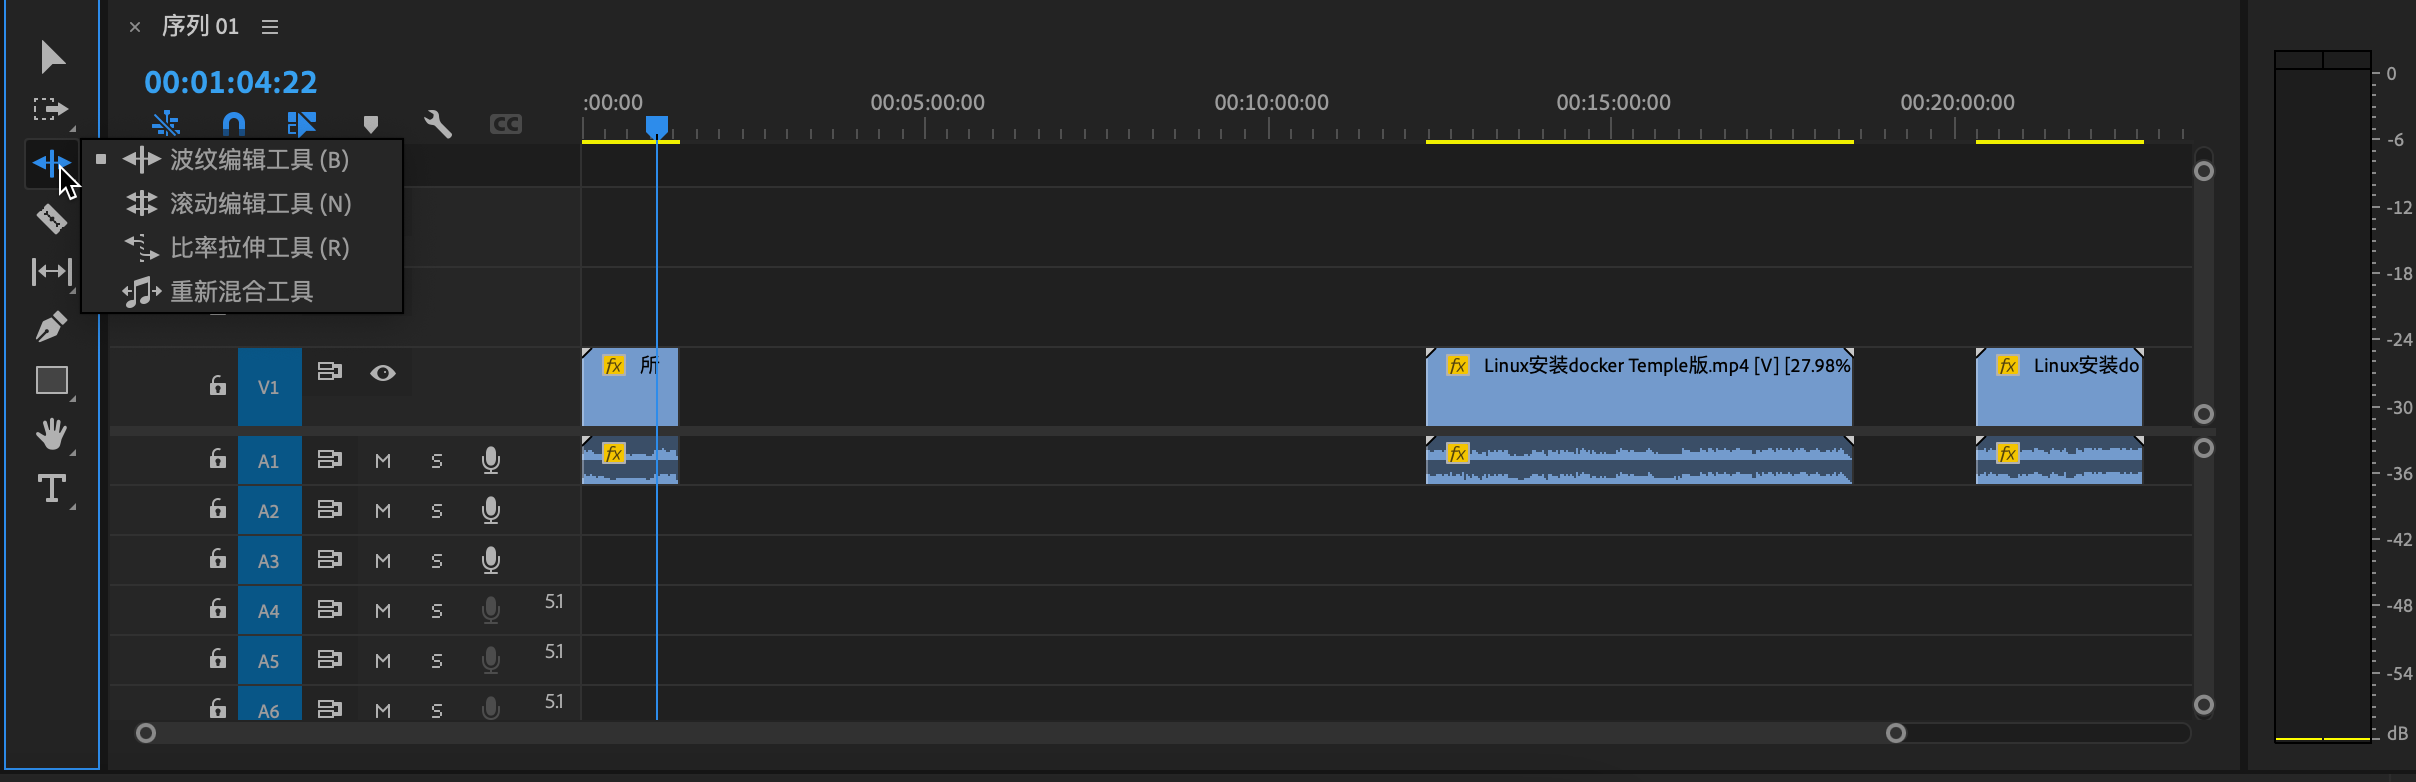 序列 01
00:01:04:22
CC
:00:00
00:05:00:00
00:10:00:00
00:15:00:00
00:20:00:00
波纹编辑工具 (B)
滚动编辑工具 (N)
比率拉伸工具 (R)
重新混合工具
T
V1
fx 所
fx Linux安装docker Temple版.mp4 [V] [27.98%
fx Linux安装do
A1 M S
fx
fx
fx
A2 M S
A3 M S
A4 M S 5.1
A5 M S 5.1
A6 M S 5.1
0
-6
-12
-18
-24
-30
-36
-42
-48
-54
dB